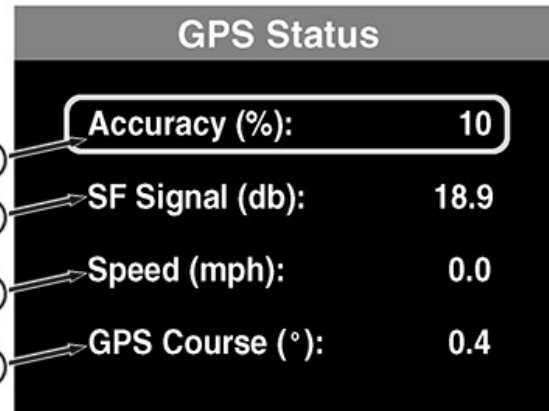 GPS Status
Accuracy (%): 10
SF Signal (db): 18.9
Speed (mph): 0.0
GPS Course (°): 0.4